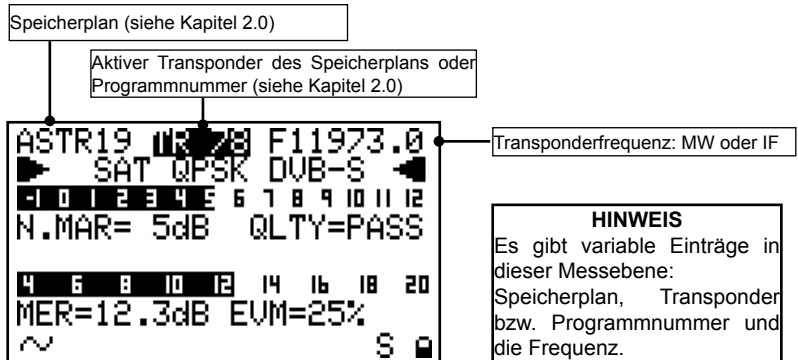 Speicherplan (siehe Kapitel 2.0)
Aktiver Transponder des Speicherplans oder
Programmnummer (siehe Kapitel 2.0)
ASTR19 F11973.0
SAT QPSK DVB-S
-1 0 1 2 3 4 5 6 7 8 9 10 11 12
N.MAR= 5dB QLTY=PASS
4 6 8 10 12 14 16 18 20
MER=12.3dB EVM=25%
S
Transponderfrequenz: MW oder IF
HINWEIS
Es gibt variable Einträge in
dieser Messebene:
Speicherplan, Transponder
bzw. Programmnummer und
die Frequenz.